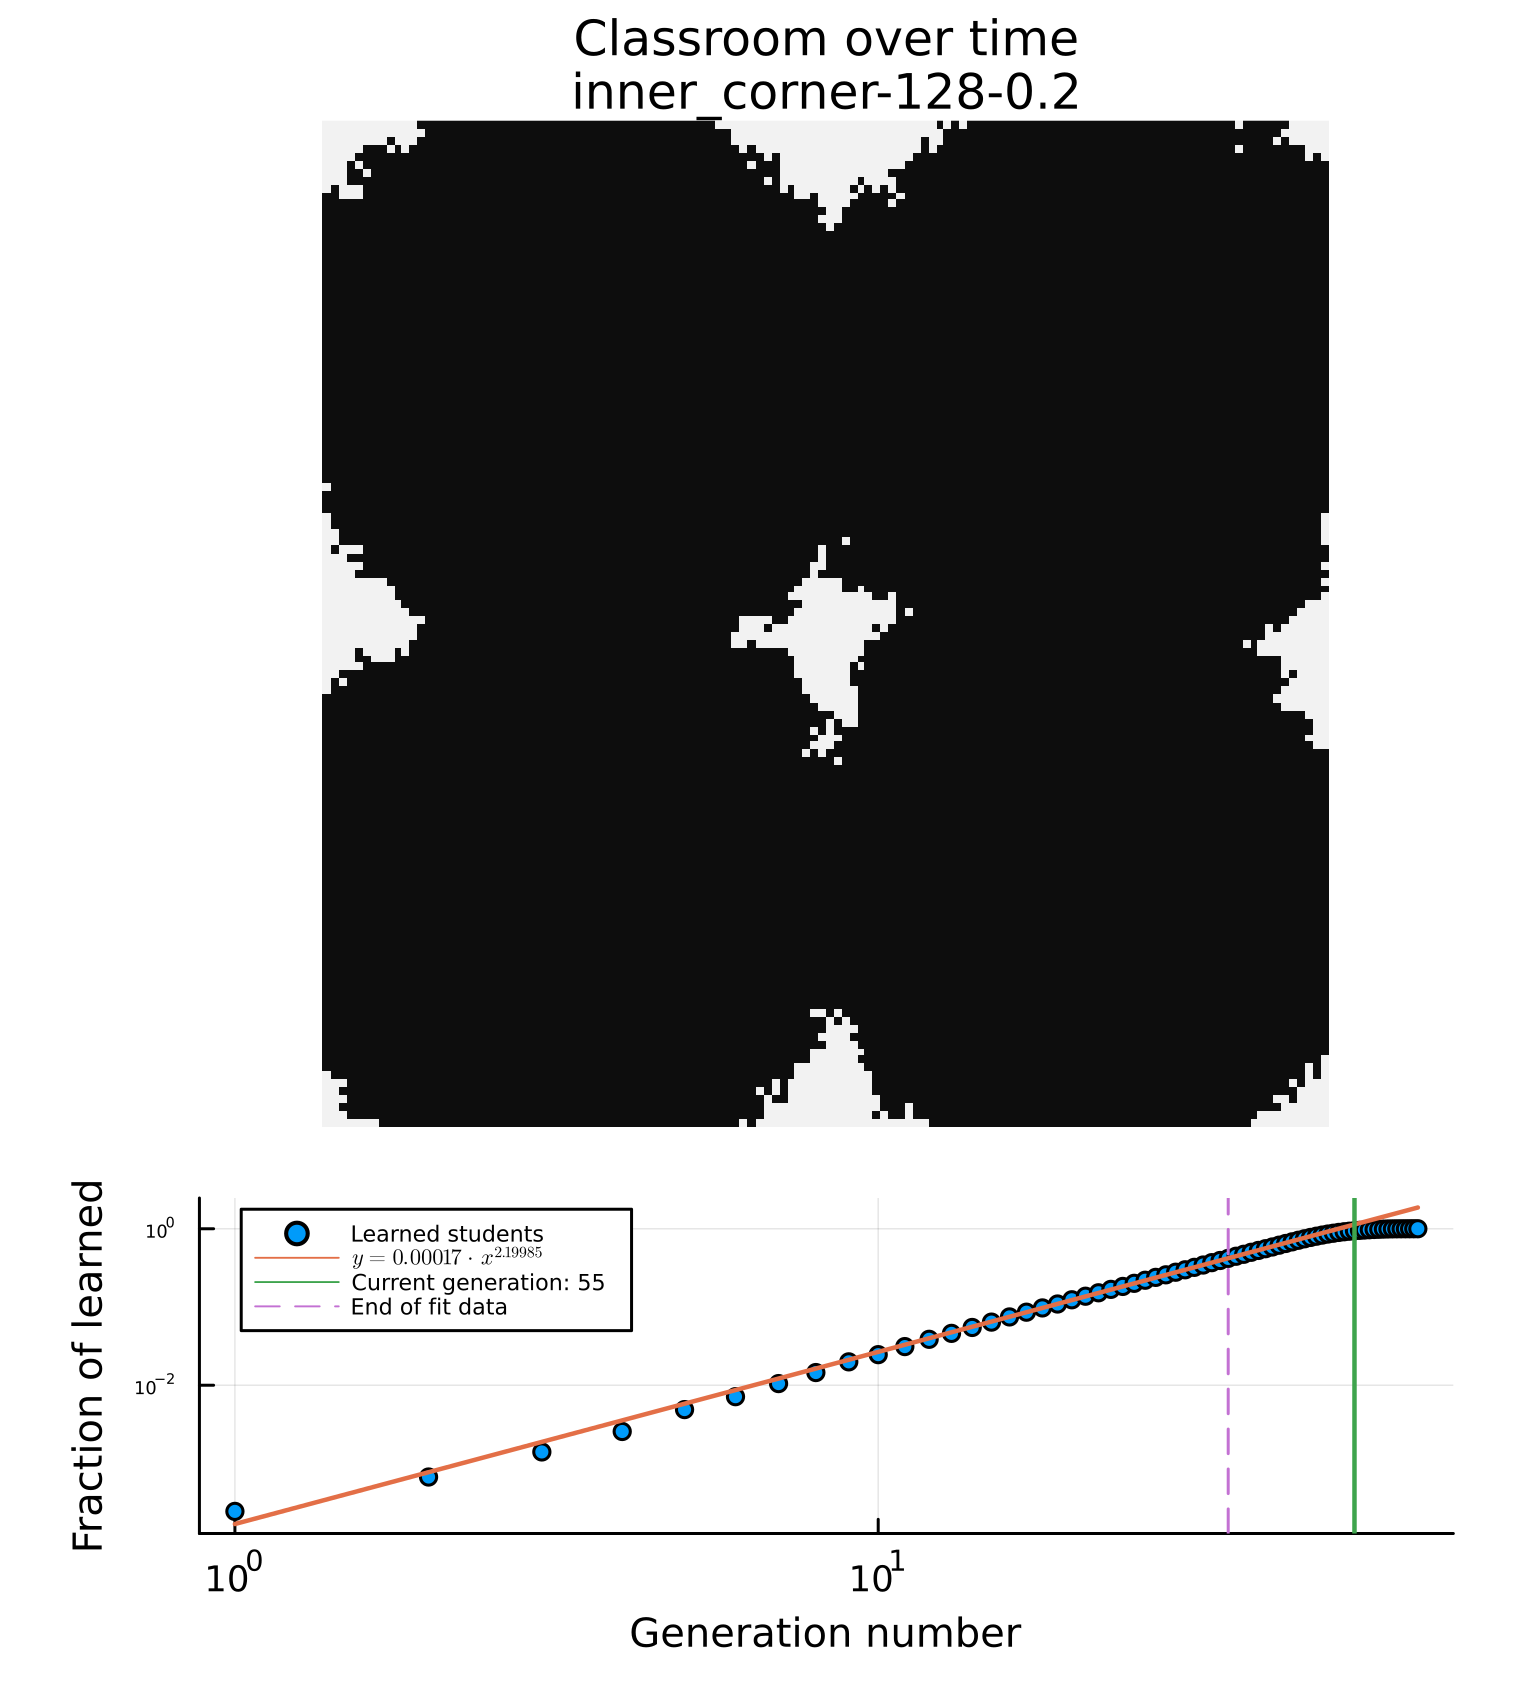 Classroom over time
inner_corner-128-0.2
Fraction of learned
10^0
10^-2
Learned students
y = 0.00017 · x^2.19985
Current generation: 55
End of fit data
10^0
10^1
Generation number